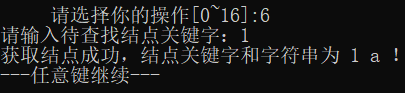 请选择你的操作[0~16]:6
请输入待查找结点关键字：1
获取结点成功，结点关键字和字符串为 1 a !
---任意键继续---